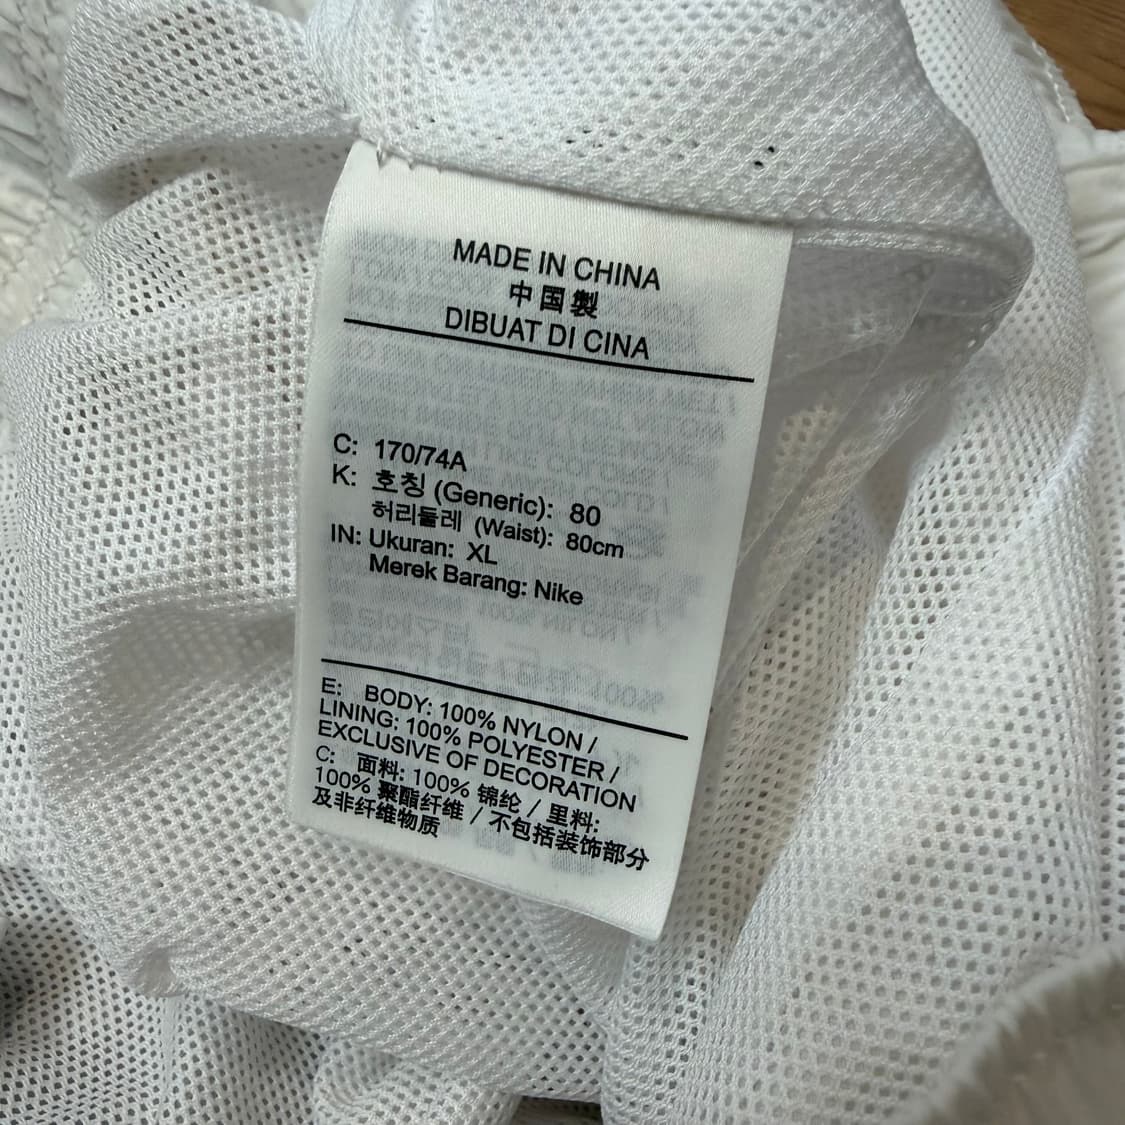 MADE IN CHINA
中国製
DIBUAT DI CINA
C: 170/74A
K: 호칭 (Generic): 80
허리둘레 (Waist): 80cm
IN: Ukuran: XL
Merek Barang: Nike
E: BODY: 100% NYLON /
LINING: 100% POLYESTER /
EXCLUSIVE OF DECORATION
C: 面料: 100% 锦纶 / 里料:
100% 聚酯纤维 / 不包括装饰部分
及非纤维物质